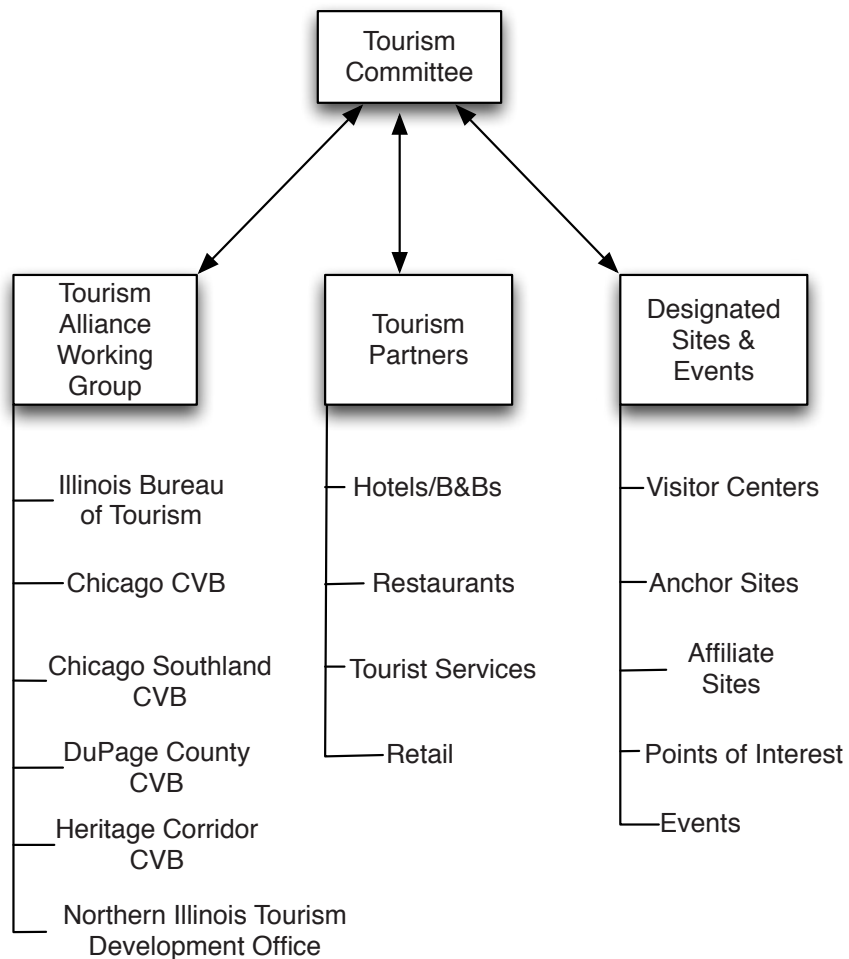 Tourism
Committee
Tourism
Alliance
Working
Group
Illinois Bureau
of Tourism
Chicago CVB
Chicago Southland
CVB
DuPage County
CVB
Heritage Corridor
CVB
Northern Illinois Tourism
Development Office
Tourism
Partners
Hotels/B&Bs
Restaurants
Tourist Services
Retail
Designated
Sites &
Events
Visitor Centers
Anchor Sites
Affiliate
Sites
Points of Interest
Events